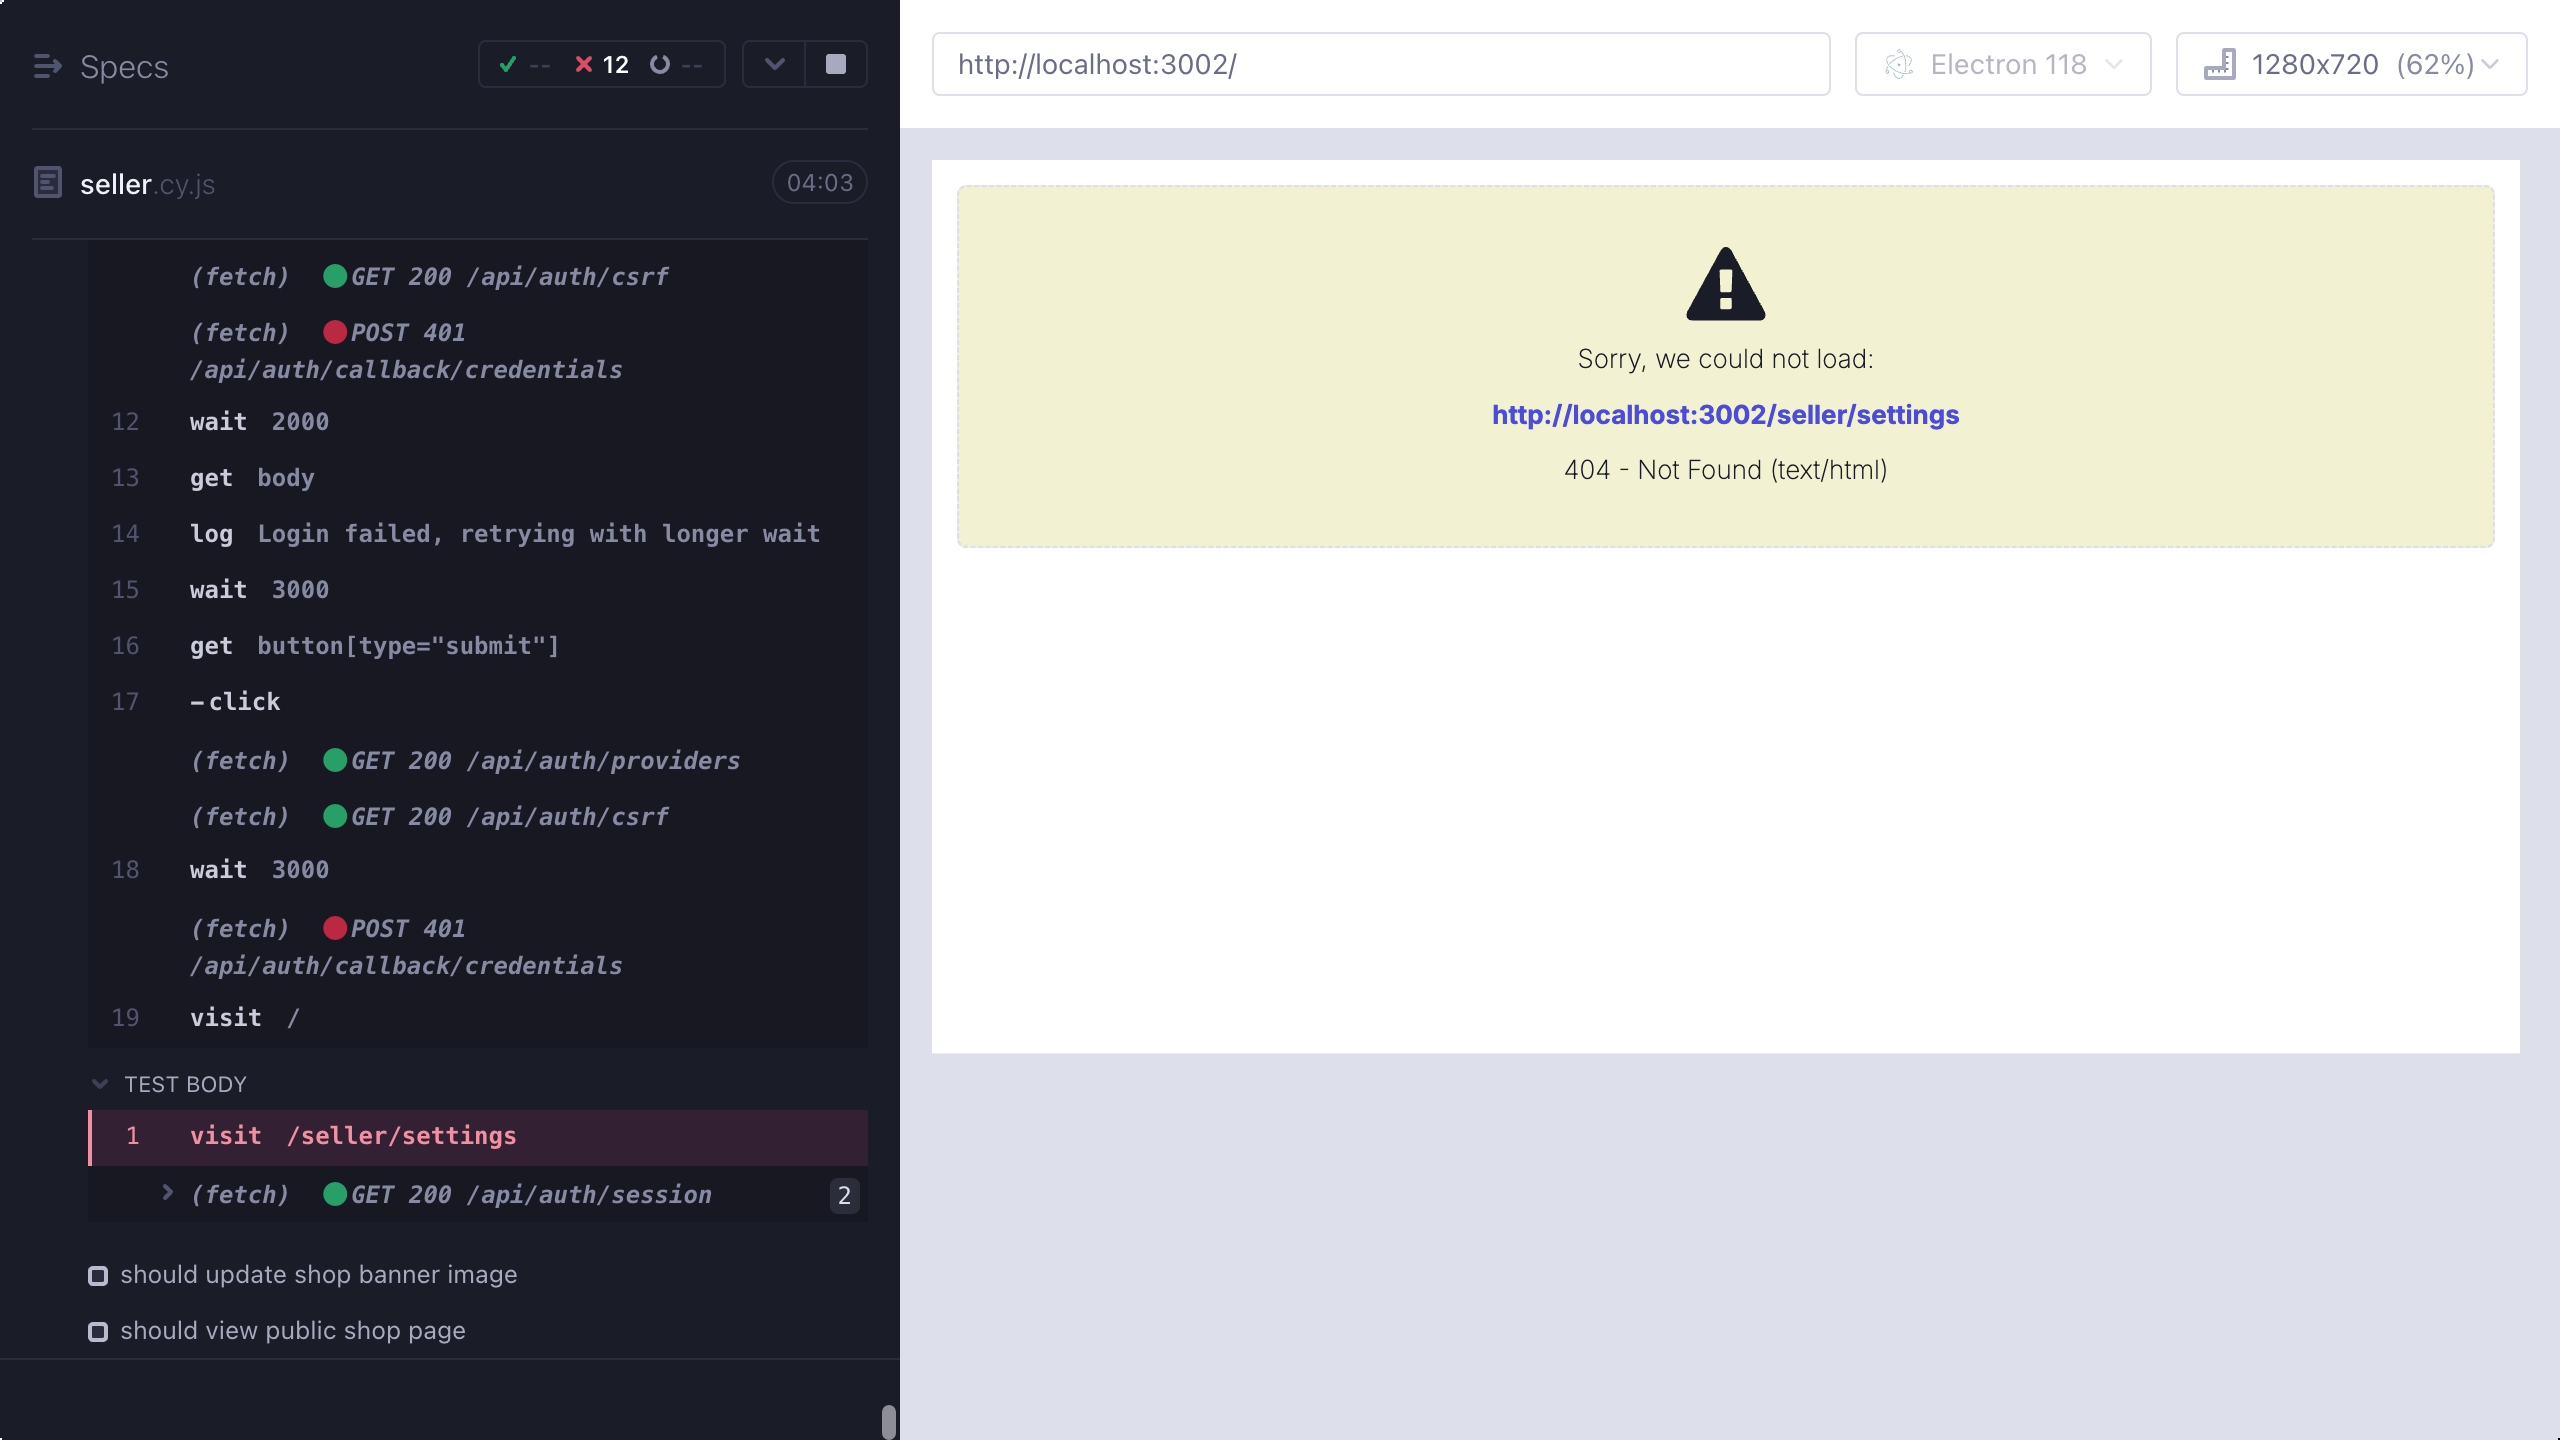 Specs
-- 12 --
seller.cy.js
04:03
(fetch) GET 200 /api/auth/csrf
(fetch) POST 401
/api/auth/callback/credentials
12 wait 2000
13 get body
14 log Login failed, retrying with longer wait
15 wait 3000
16 get button[type="submit"]
17 -click
(fetch) GET 200 /api/auth/providers
(fetch) GET 200 /api/auth/csrf
18 wait 3000
(fetch) POST 401
/api/auth/callback/credentials
19 visit /
TEST BODY
1 visit /seller/settings
(fetch) GET 200 /api/auth/session 2
should update shop banner image
should view public shop page
http://localhost:3002/
Electron 118
1280x720 (62%)
Sorry, we could not load:
http://localhost:3002/seller/settings
404 - Not Found (text/html)